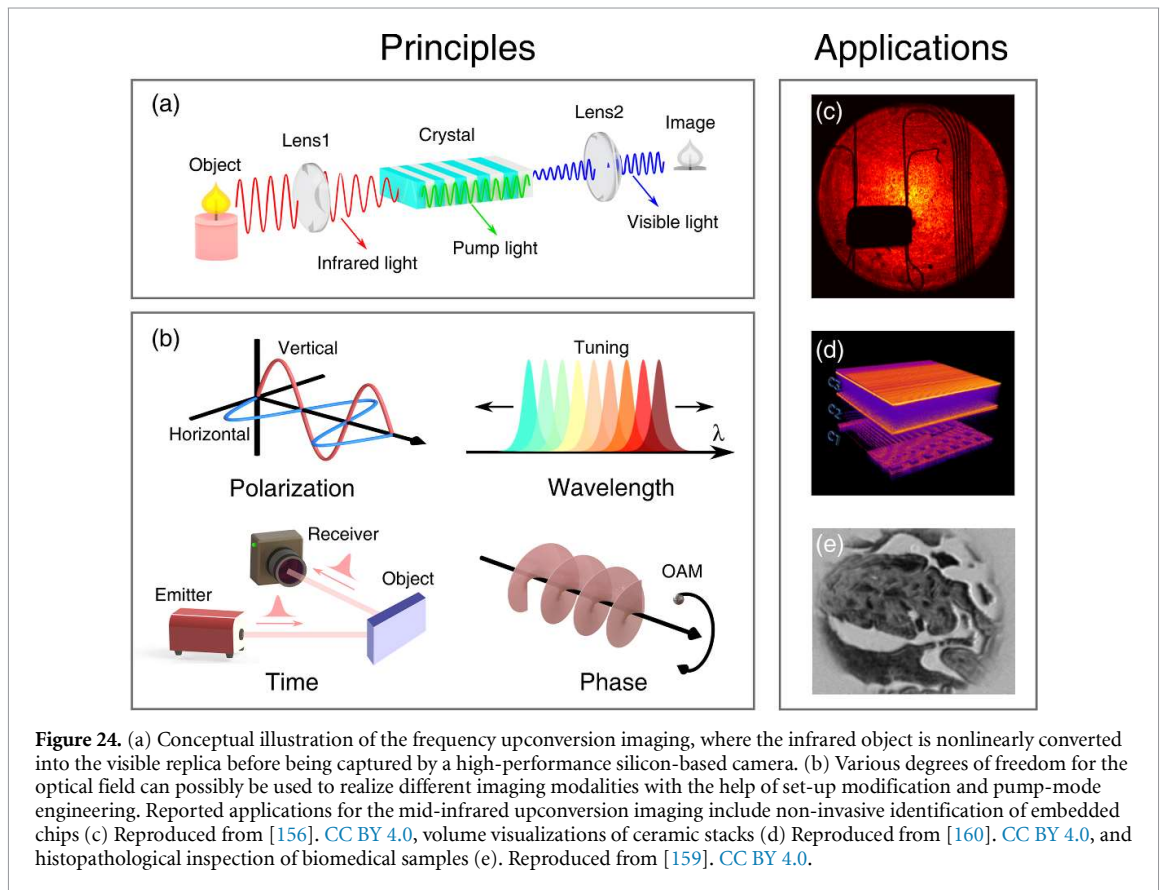 Principles
Applications
(a)
Object
Lens1
Crystal
Lens2
Image
Infrared light
Pump light
Visible light
(b)
Vertical
Horizontal
Polarization
Tuning
λ
Wavelength
Receiver
Object
Emitter
Time
OAM
Phase
(c)
(d)
C3
C2
C1
(e)
Figure 24. (a) Conceptual illustration of the frequency upconversion imaging, where the infrared object is nonlinearly converted
into the visible replica before being captured by a high-performance silicon-based camera. (b) Various degrees of freedom for the
optical field can possibly be used to realize different imaging modalities with the help of set-up modification and pump-mode
engineering. Reported applications for the mid-infrared upconversion imaging include non-invasive identification of embedded
chips (c) Reproduced from [156]. CC BY 4.0, volume visualizations of ceramic stacks (d) Reproduced from [160]. CC BY 4.0, and
histopathological inspection of biomedical samples (e). Reproduced from [159]. CC BY 4.0.